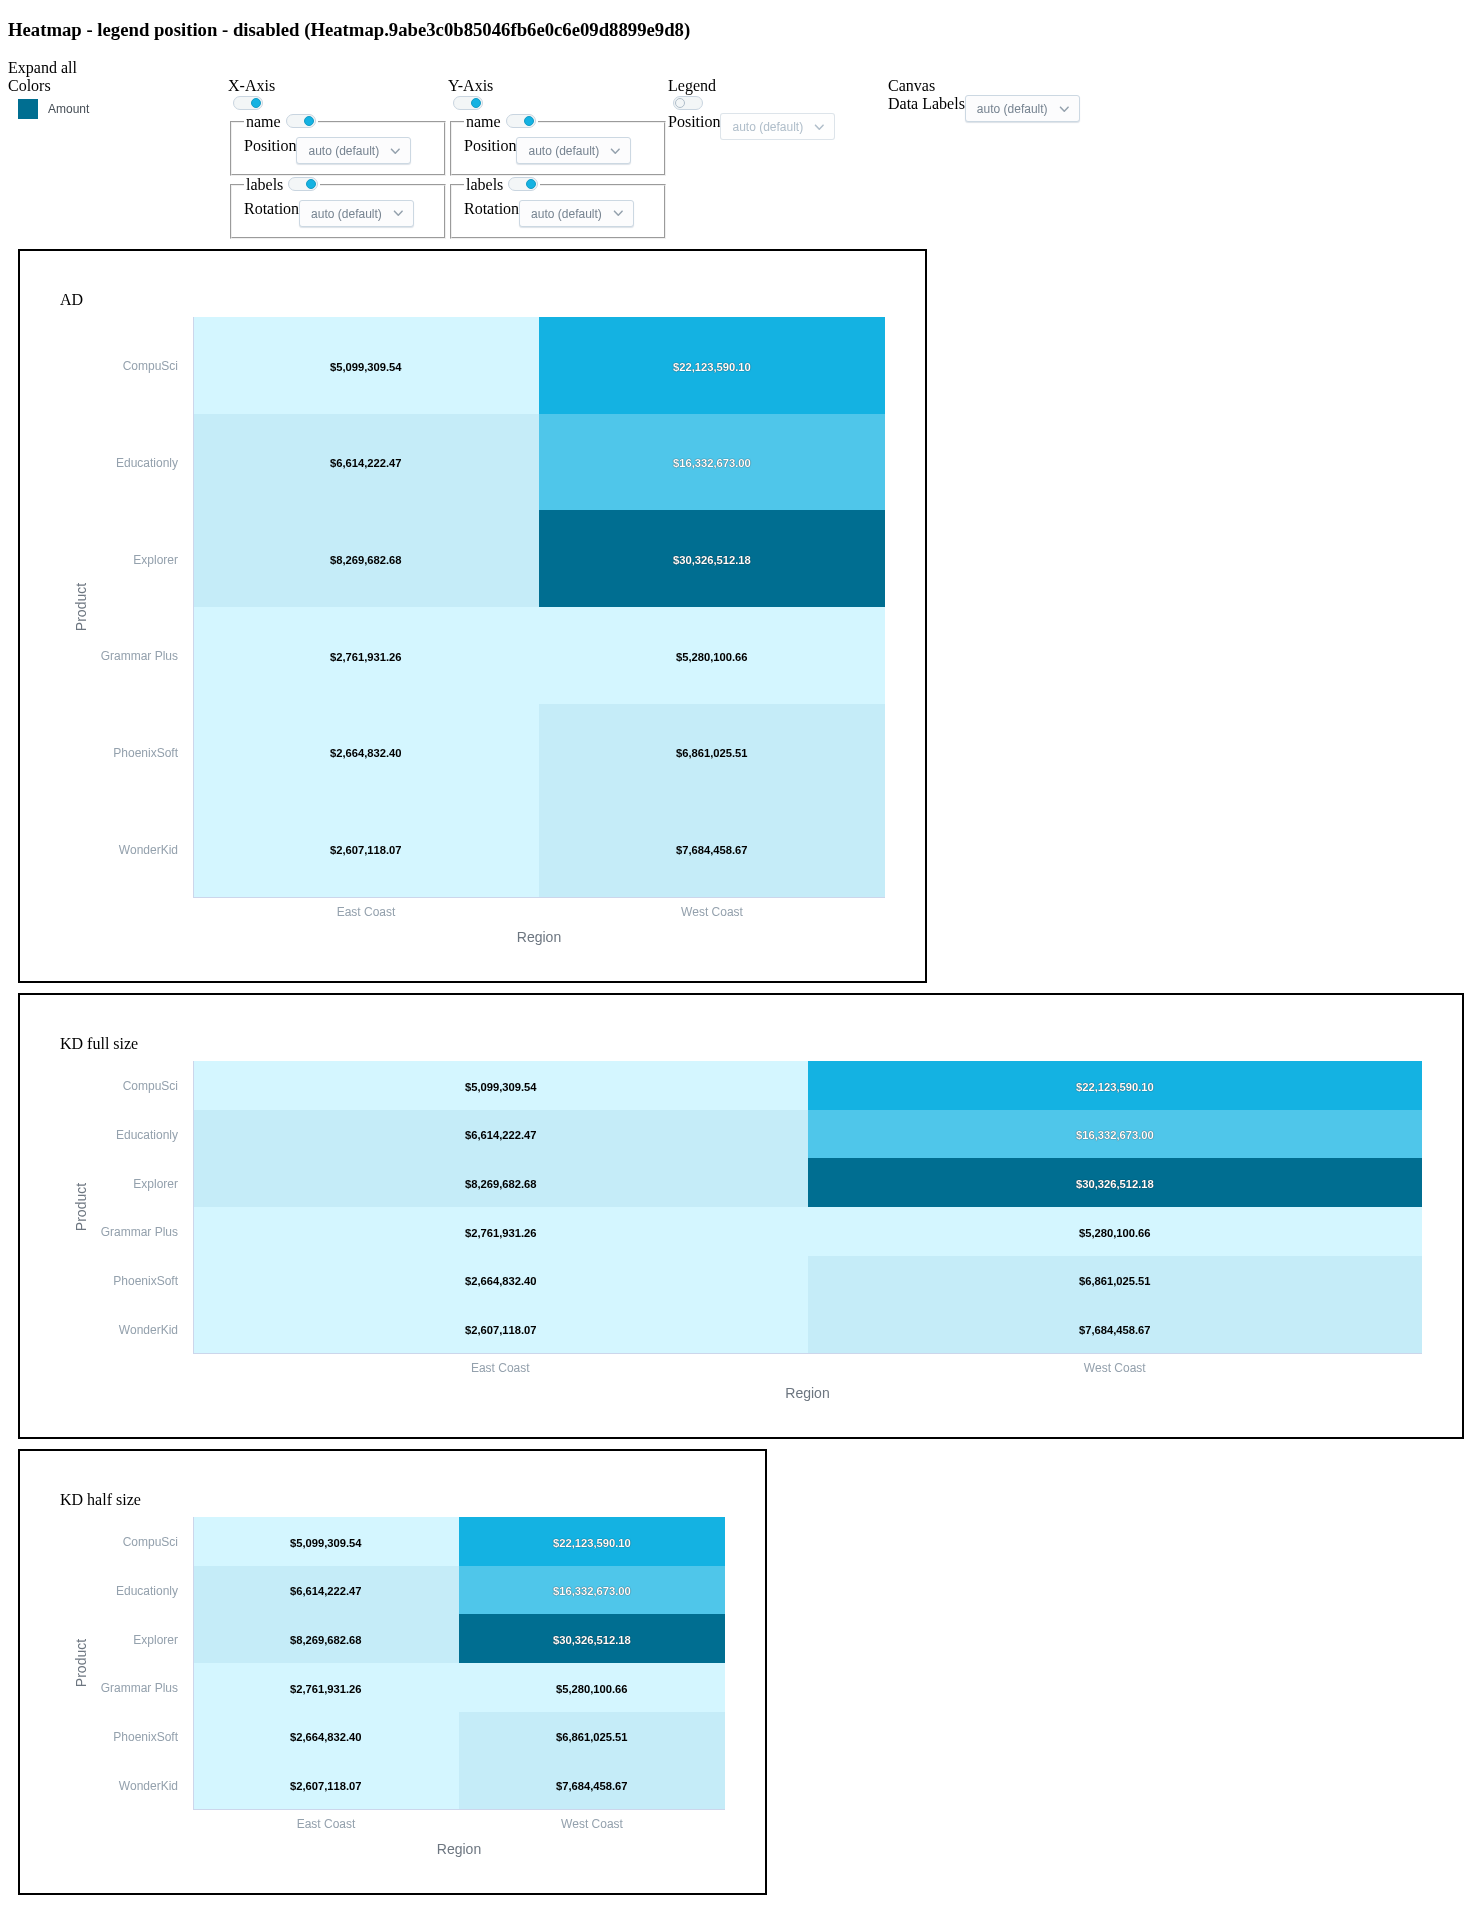 Heatmap - legend position - disabled (Heatmap.9abe3c0b85046fb6e0c6e09d8899e9d8)
Expand all
Colors
Amount
X-Axis
name
Position auto (default)
labels
Rotation auto (default)
Y-Axis
name
Position auto (default)
labels
Rotation auto (default)
Legend
Position auto (default)
Canvas
Data Labels auto (default)
AD
Product
CompuSci $5,099,309.54 $22,123,590.10
Educationly $6,614,222.47 $16,332,673.00
Explorer $8,269,682.68 $30,326,512.18
Grammar Plus $2,761,931.26 $5,280,100.66
PhoenixSoft $2,664,832.40 $6,861,025.51
WonderKid $2,607,118.07 $7,684,458.67
East Coast West Coast
Region
KD full size
Product
CompuSci $5,099,309.54 $22,123,590.10
Educationly $6,614,222.47 $16,332,673.00
Explorer $8,269,682.68 $30,326,512.18
Grammar Plus $2,761,931.26 $5,280,100.66
PhoenixSoft $2,664,832.40 $6,861,025.51
WonderKid $2,607,118.07 $7,684,458.67
East Coast West Coast
Region
KD half size
Product
CompuSci $5,099,309.54 $22,123,590.10
Educationly $6,614,222.47 $16,332,673.00
Explorer $8,269,682.68 $30,326,512.18
Grammar Plus $2,761,931.26 $5,280,100.66
PhoenixSoft $2,664,832.40 $6,861,025.51
WonderKid $2,607,118.07 $7,684,458.67
East Coast West Coast
Region